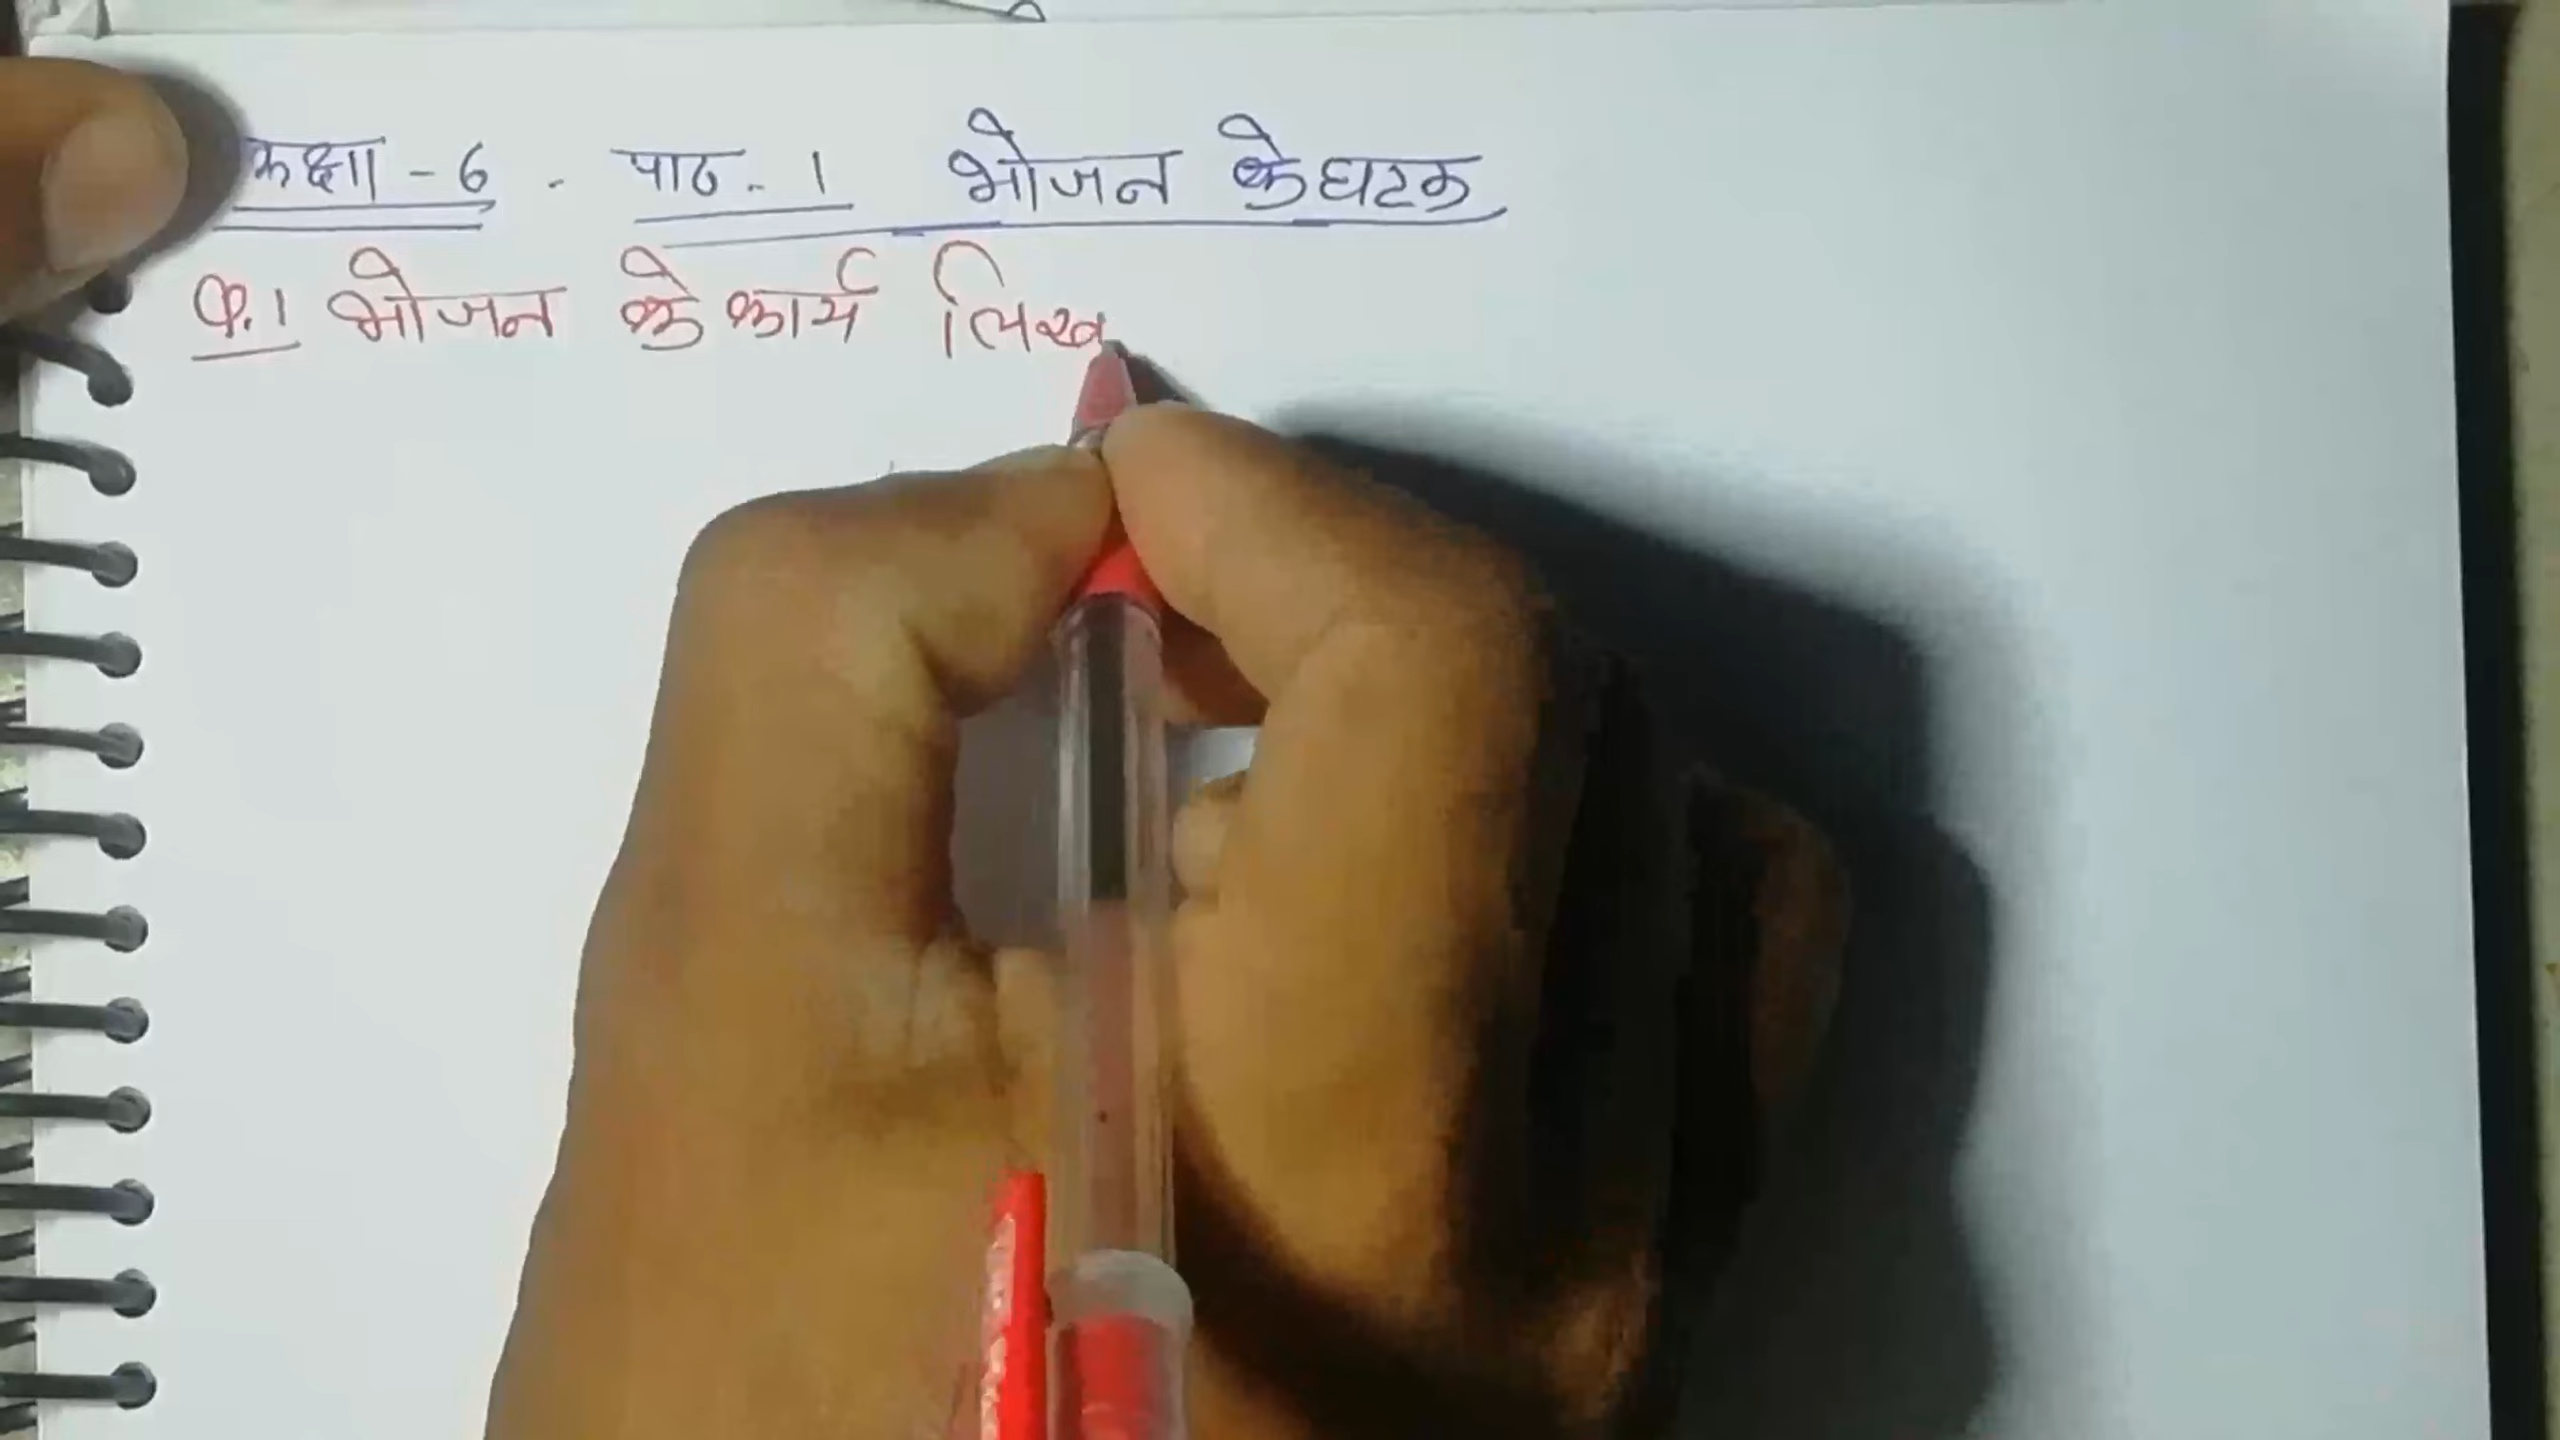 कक्षा - 6 - पाठ - 1 भोजन के घटक
प्र.1 भोजन के कार्य लिख